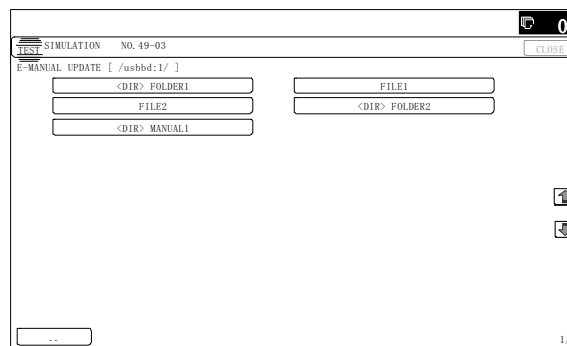 0
TEST SIMULATION NO. 49-03
CLOSE
E-MANUAL UPDATE [ /usbbd:1/ ]
<DIR> FOLDER1 FILE1
FILE2 <DIR> FOLDER2
<DIR> MANUAL1
.. 1/